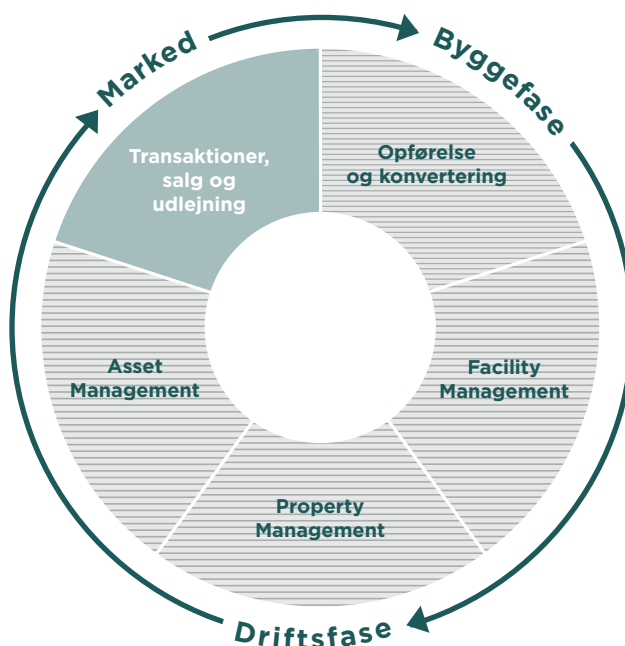 Marked
Byggefase
Transaktioner,
salg og
udlejning
Opførelse
og konvertering
Asset
Management
Facility
Management
Property
Management
Driftsfase